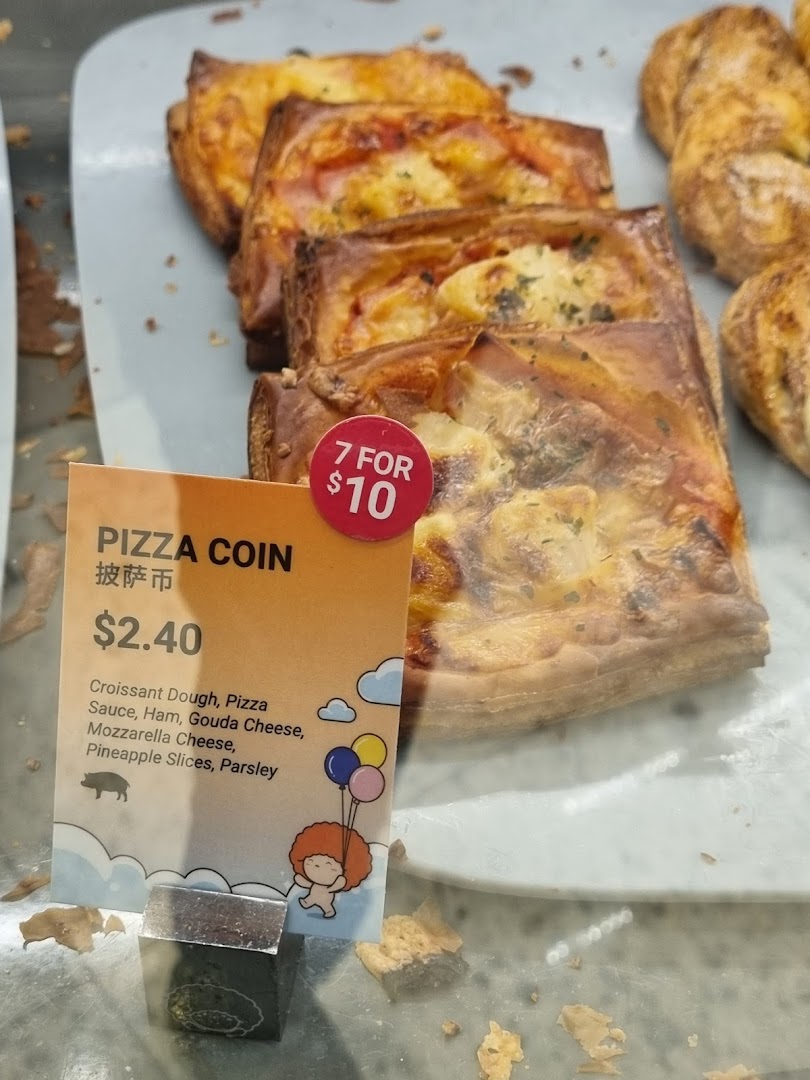 7 FOR
$10
PIZZA COIN
披萨币
$2.40
Croissant Dough, Pizza
Sauce, Ham, Gouda Cheese,
Mozzarella Cheese,
Pineapple Slices, Parsley